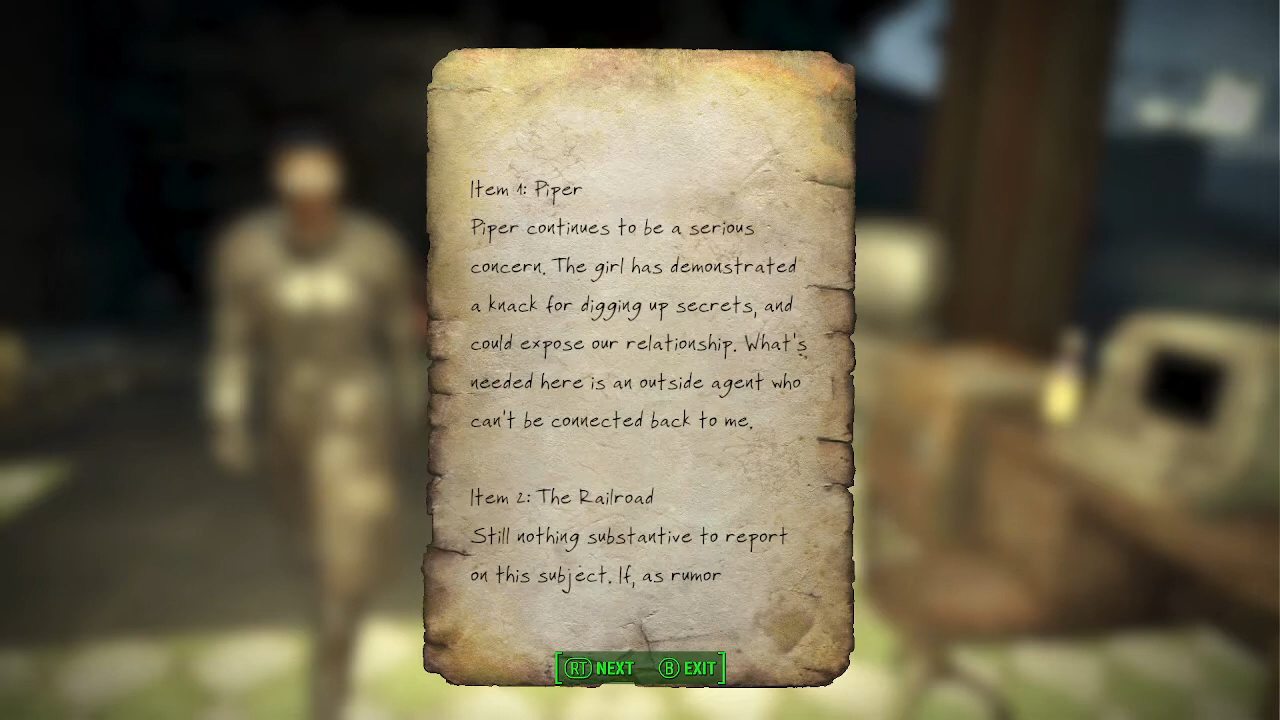 Item 1: Piper
Piper continues to be a serious
concern. The girl has demonstrated
a knack for digging up secrets, and
could expose our relationship. What's
needed here is an outside agent who
can't be connected back to me.
Item 2: The Railroad
Still nothing substantive to report
on this subject. If, as rumor
RT NEXT B EXIT